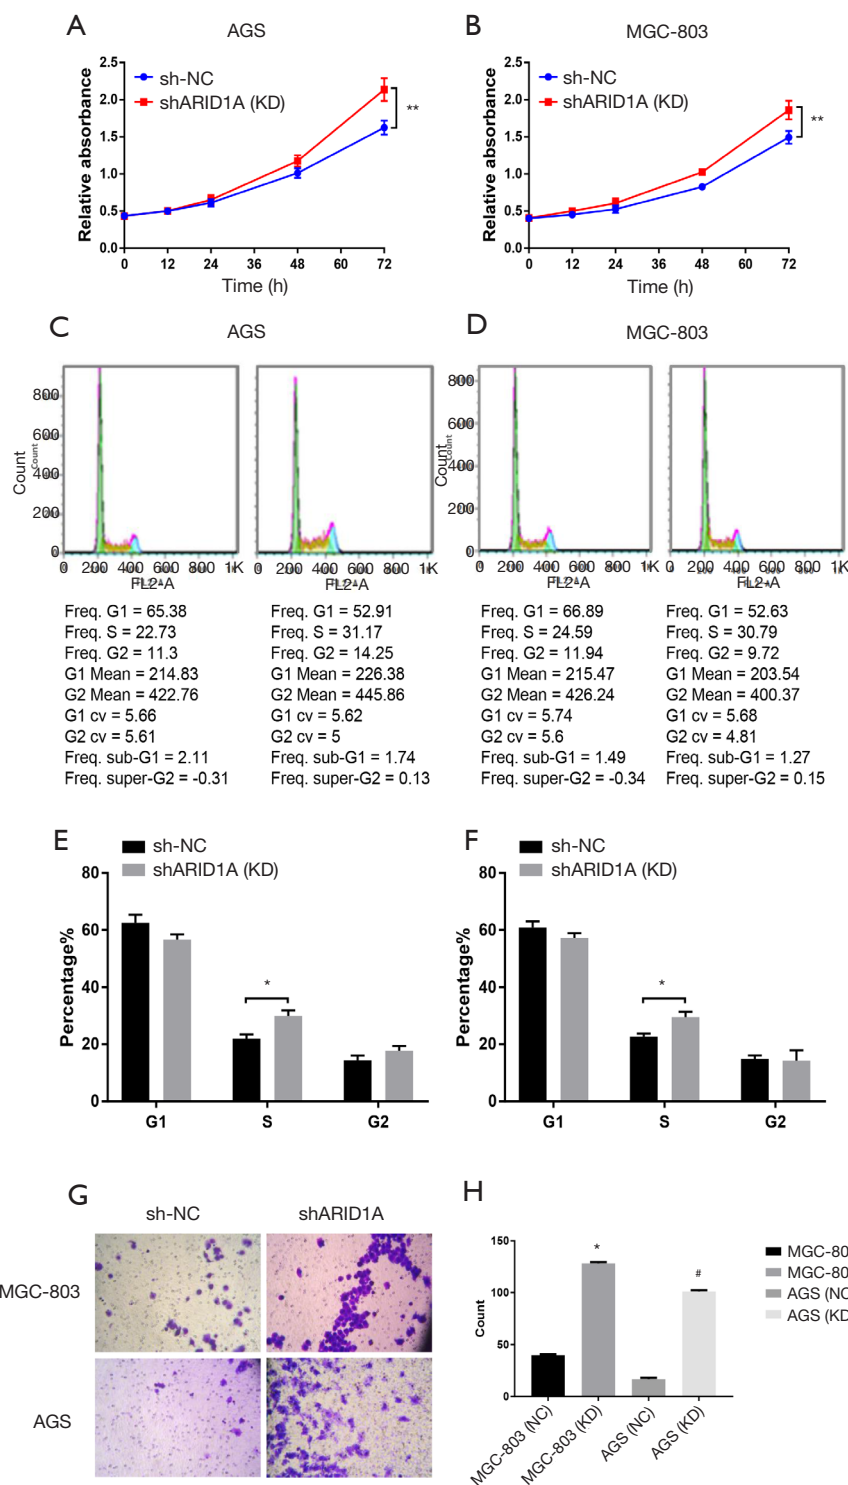 A
AGS
2.5
2.0
1.5
1.0
0.5
0.0
Relative absorbance
sh-NC
shARID1A (KD)
**
0 12 24 36 48 60 72
Time (h)
B
MGC-803
2.5
2.0
1.5
1.0
0.5
0.0
Relative absorbance
sh-NC
shARID1A (KD)
**
0 12 24 36 48 60 72
Time (h)
C
AGS
Count
Count
800
600
400
200
0
0 200 400 600 800 1K
FL2-A
0 200 400 600 800 1K
FL2-A
Freq. G1 = 65.38
Freq. S = 22.73
Freq. G2 = 11.3
G1 Mean = 214.83
G2 Mean = 422.76
G1 cv = 5.66
G2 cv = 5.61
Freq. sub-G1 = 2.11
Freq. super-G2 = -0.31
Freq. G1 = 52.91
Freq. S = 31.17
Freq. G2 = 14.25
G1 Mean = 226.38
G2 Mean = 445.86
G1 cv = 5.62
G2 cv = 5
Freq. sub-G1 = 1.74
Freq. super-G2 = 0.13
D
MGC-803
Count
Count
800
600
400
200
0
0 200 400 600 800 1K
FL2-A
0 200 400 600 800 1K
FL2-A
Freq. G1 = 66.89
Freq. S = 24.59
Freq. G2 = 11.94
G1 Mean = 215.47
G2 Mean = 426.24
G1 cv = 5.74
G2 cv = 5.6
Freq. sub-G1 = 1.49
Freq. super-G2 = -0.34
Freq. G1 = 52.63
Freq. S = 30.79
Freq. G2 = 9.72
G1 Mean = 203.54
G2 Mean = 400.37
G1 cv = 5.68
G2 cv = 4.81
Freq. sub-G1 = 1.27
Freq. super-G2 = 0.15
E
sh-NC
shARID1A (KD)
80
60
40
20
0
Percentage%
*
G1 S G2
F
sh-NC
shARID1A (KD)
80
60
40
20
0
Percentage%
*
G1 S G2
G
sh-NC shARID1A
MGC-803
AGS
H
150
100
50
0
Count
*
#
MGC-803 (NC)
MGC-803 (KD)
AGS (NC)
AGS (KD)
MGC-80
MGC-80
AGS (NC
AGS (KD